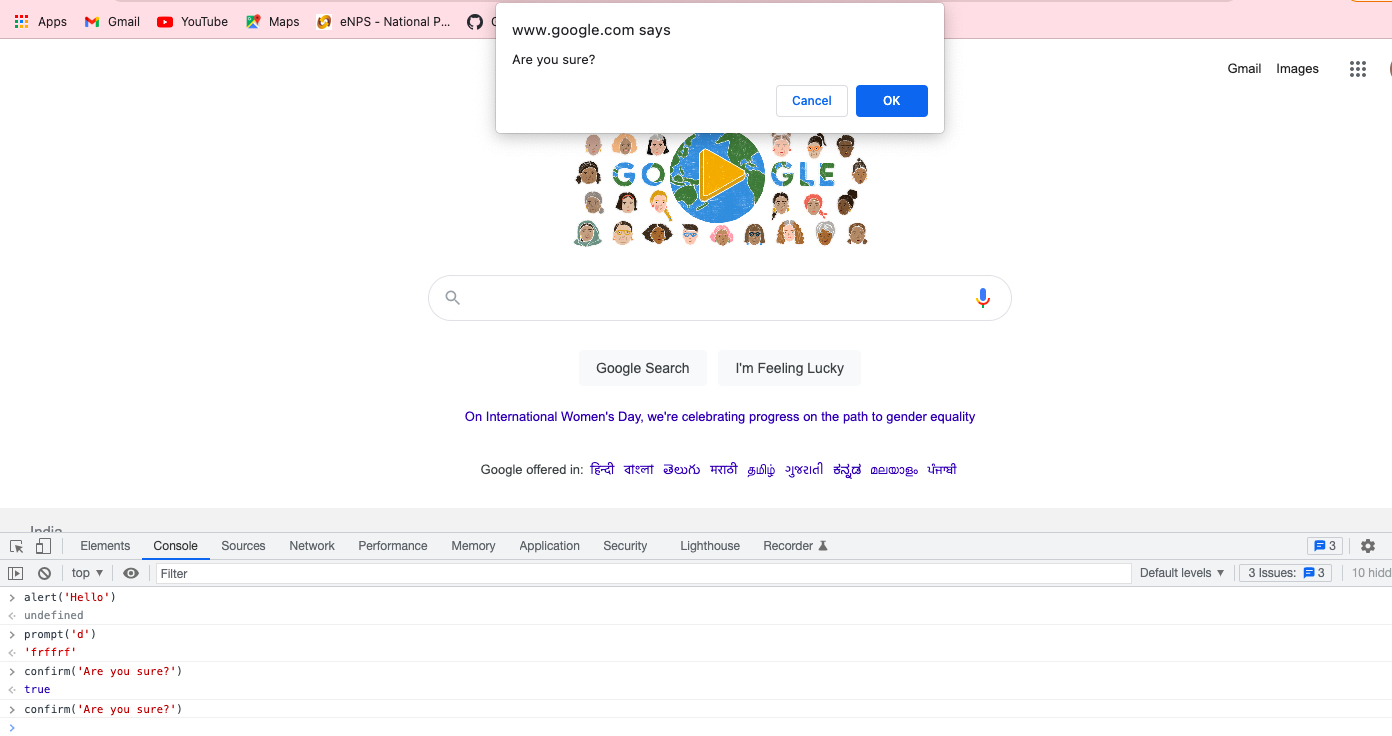 Apps Gmail YouTube Maps eNPS - National P...
www.google.com says
Are you sure?
Cancel OK
Gmail Images
GO GLE
Google Search I'm Feeling Lucky
On International Women's Day, we're celebrating progress on the path to gender equality
Google offered in: हिन्दी বাংলা తెలుగు मराठी தமிழ் ગુજરાતી ಕನ್ನಡ മലയാളം ਪੰਜਾਬੀ
India
Elements Console Sources Network Performance Memory Application Security Lighthouse Recorder 3
top Filter Default levels 3 Issues: 3 10 hidd
alert('Hello')
undefined
prompt('d')
'frffrf'
confirm('Are you sure?')
true
confirm('Are you sure?')